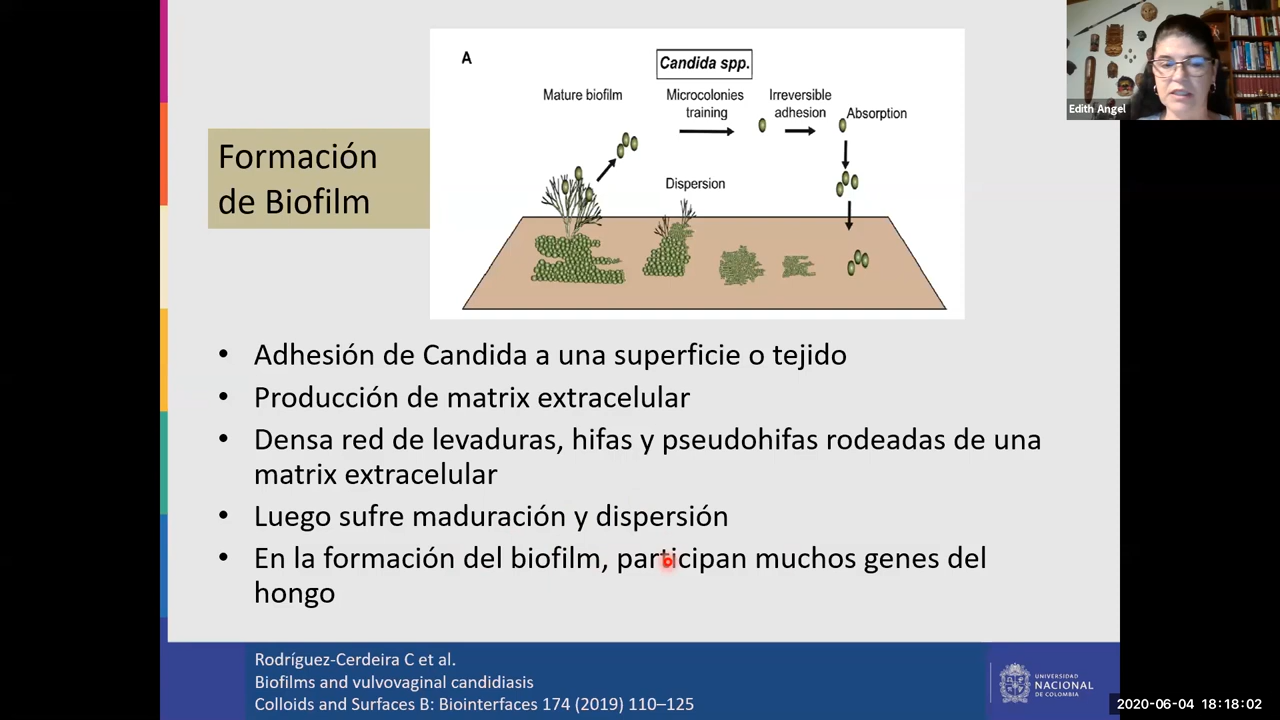 Formación
de Biofilm
A
Candida spp.
Mature biofilm
Microcolonies
training
Irreversible
adhesion
Absorption
Dispersion
Edith Angel
• Adhesión de Candida a una superficie o tejido
• Producción de matrix extracelular
• Densa red de levaduras, hifas y pseudohifas rodeadas de una
matrix extracelular
• Luego sufre maduración y dispersión
• En la formación del biofilm, participan muchos genes del
hongo
Rodríguez-Cerdeira C et al.
Biofilms and vulvovaginal candidiasis
Colloids and Surfaces B: Biointerfaces 174 (2019) 110–125
UNIVERSIDAD
NACIONAL
DE COLOMBIA
2020-06-04 18:18:02